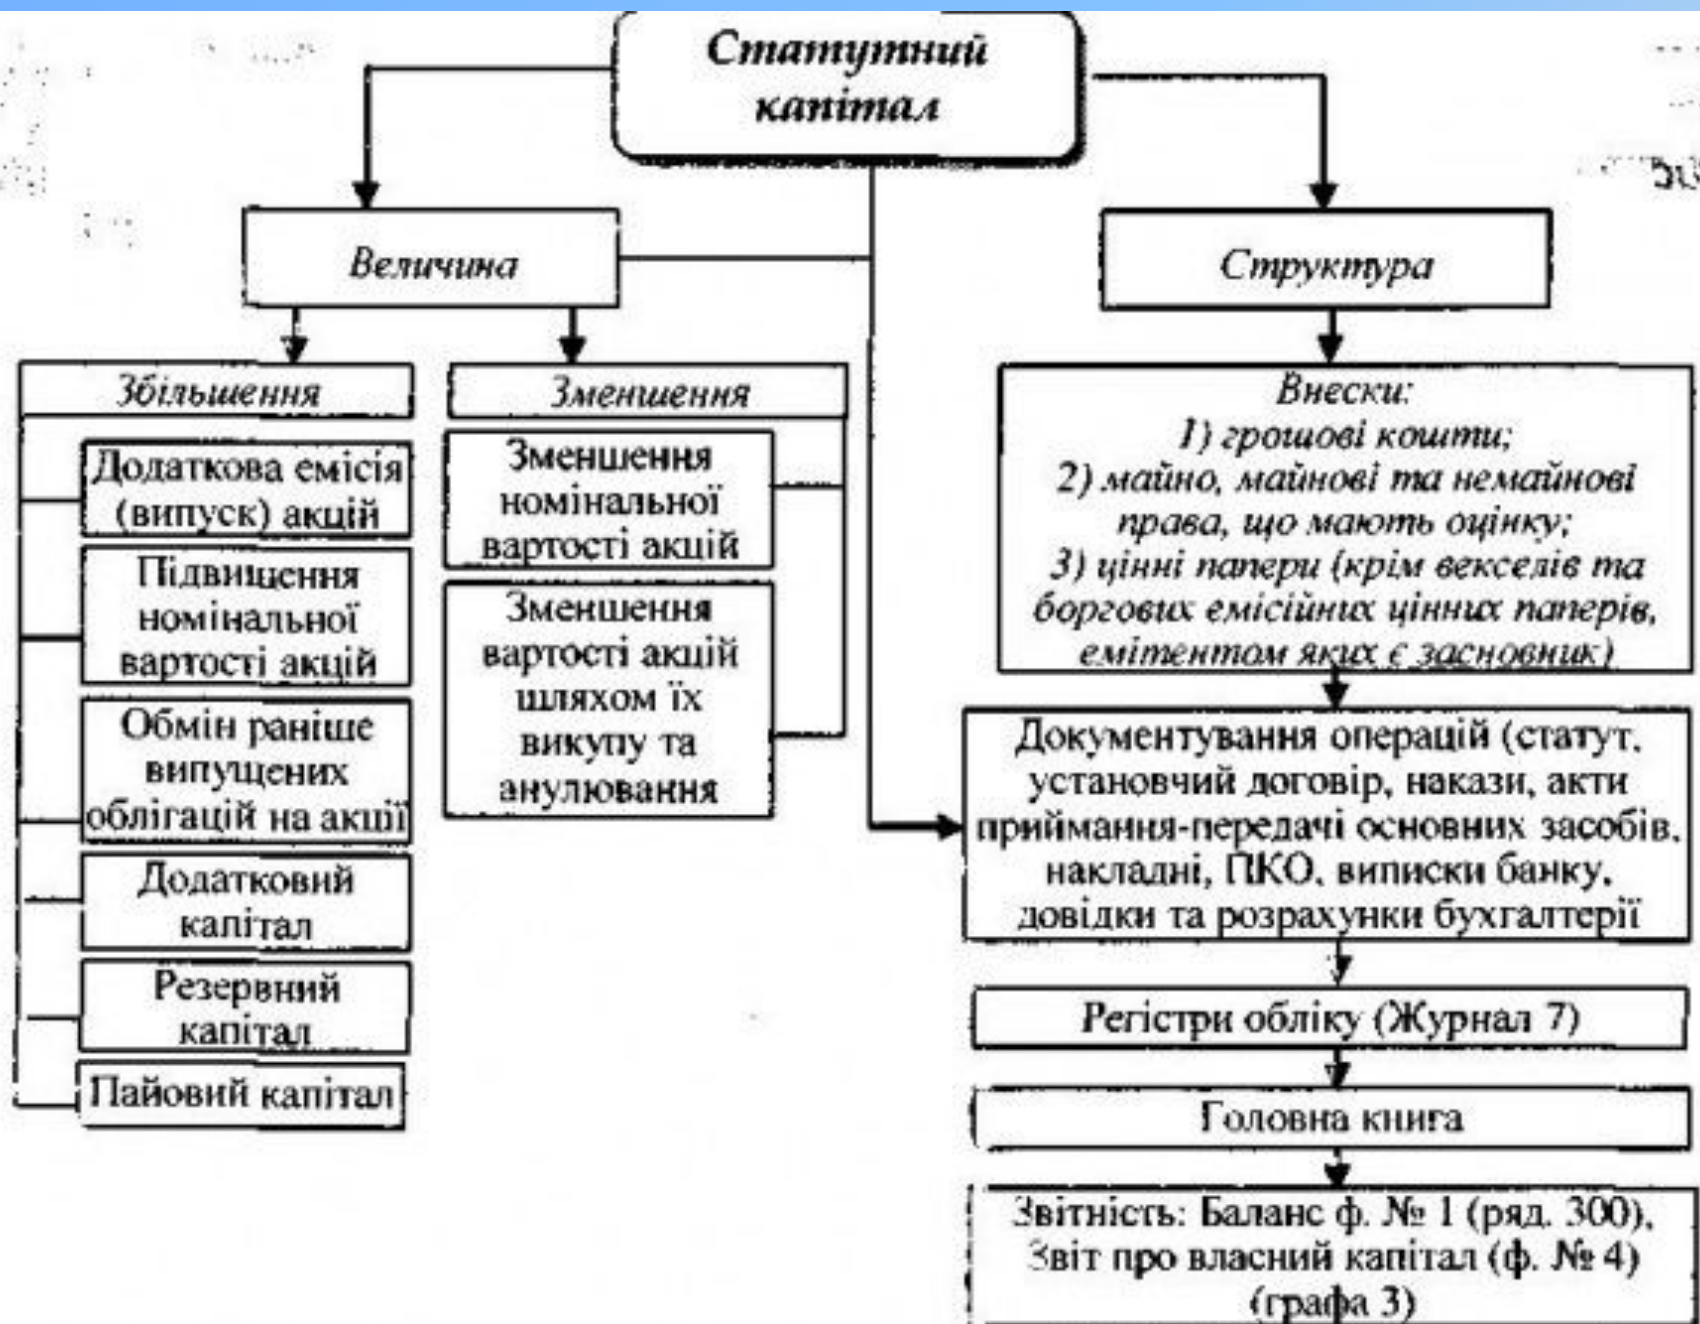 Статутний
капітал
Величина
Структура
Збільшення
Зменшення
Додаткова емісія
(випуск) акцій
Підвищення
номінальної
вартості акцій
Обмін раніше
випущених
облігацій на акції
Додатковий
капітал
Резервний
капітал
Пайовий капітал
Зменшення
номінальної
вартості акцій
Зменшення
вартості акцій
шляхом їх
викупу та
анулювання
Внески:
1) грошові кошти;
2) майно, майнові та немайнові
права, що мають оцінку;
3) цінні папери (крім векселів та
боргових емісійних цінних паперів,
емітентом яких є засновник)
Документування операцій (статут,
установчий договір, накази, акти
приймання-передачі основних засобів,
накладні, ПКО, виписки банку,
довідки та розрахунки бухгалтерії
Регістри обліку (Журнал 7)
Головна книга
Звітність: Баланс ф. № 1 (ряд. 300),
Звіт про власний капітал (ф. № 4)
(графа 3)